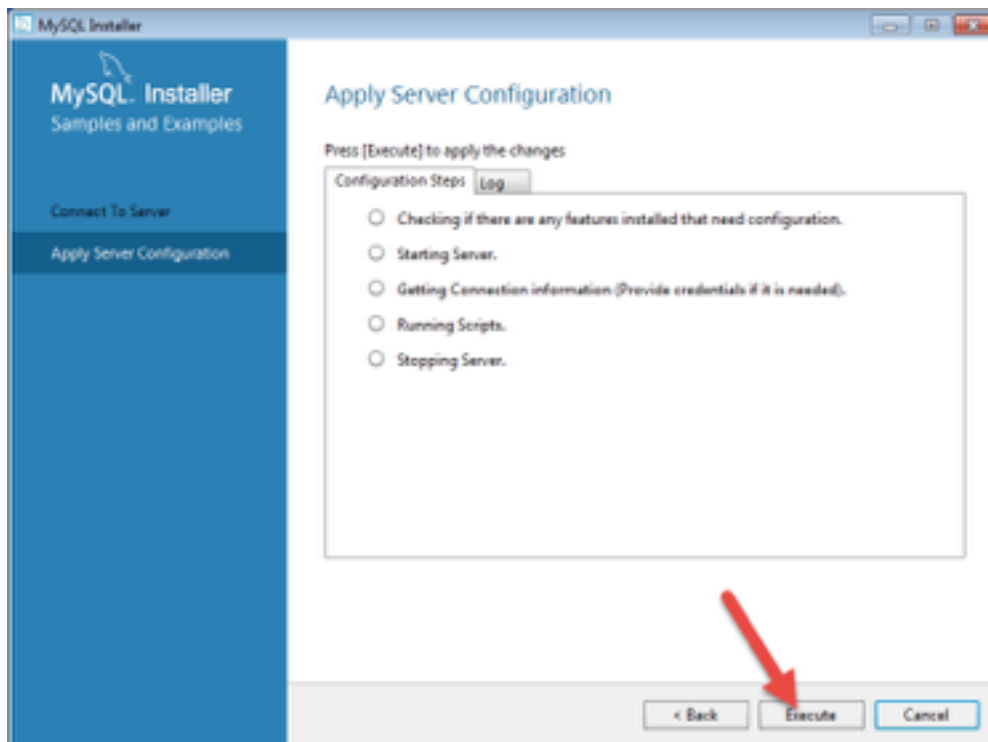 MySQL Installer
MySQL. Installer
Samples and Examples
Connect To Server
Apply Server Configuration
Apply Server Configuration
Press [Execute] to apply the changes
Configuration Steps Log
Checking if there are any features installed that need configuration.
Starting Server.
Getting Connection information (Provide credentials if it is needed).
Running Scripts.
Stopping Server.
< Back Execute Cancel